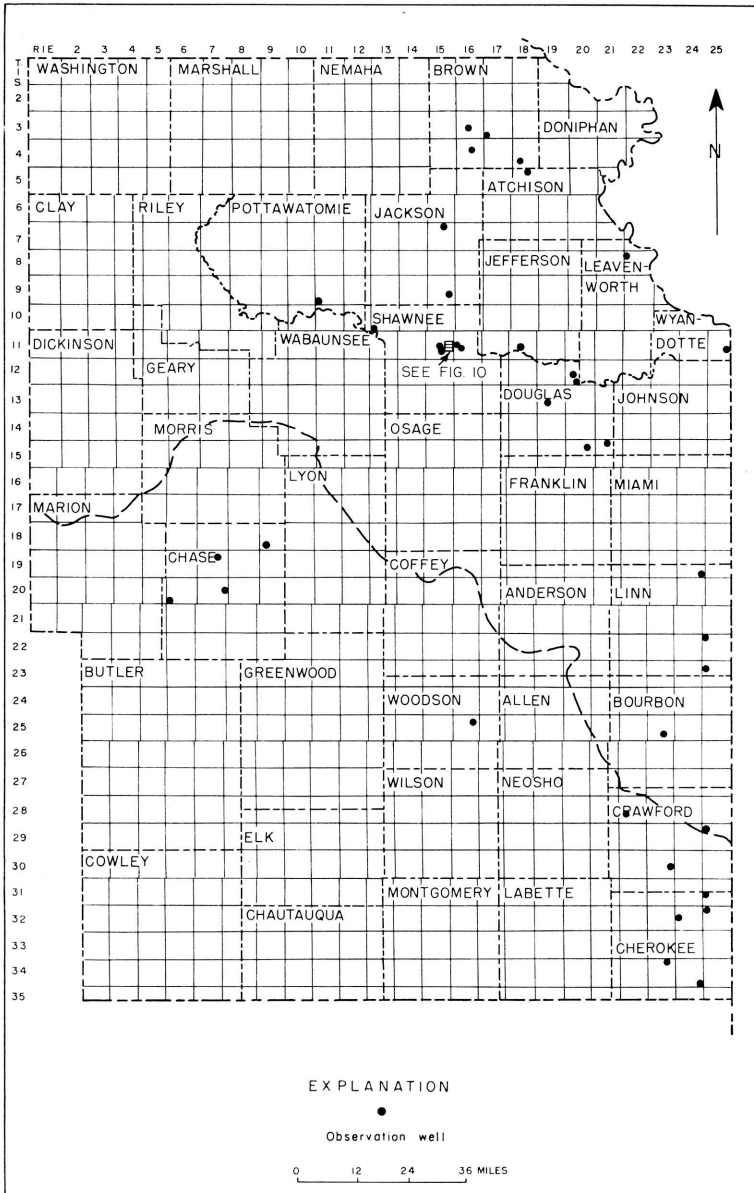 R1E 2 3 4 5 6 7 8 9 10 11 12 13 14 15 16 17 18 19 20 21 22 23 24 25
T1S
2
3
4
5
6
7
8
9
10
11
12
13
14
15
16
17
18
19
20
21
22
23
24
25
26
27
28
29
30
31
32
33
34
35
WASHINGTON MARSHALL NEMAHA BROWN
DONIPHAN
N
ATCHISON
CLAY RILEY POTTAWATOMIE JACKSON
JEFFERSON LEAVEN-
WORTH
SHAWNEE WYAN-
DICKINSON WABAUNSEE DOTTE
GEARY SEE FIG. 10
DOUGLAS JOHNSON
MORRIS OSAGE
LYON
FRANKLIN MIAMI
MARION
CHASE COFFEY
ANDERSON LINN
BUTLER GREENWOOD
WOODSON ALLEN BOURBON
WILSON NEOSHO
CRAWFORD
ELK
COWLEY
MONTGOMERY LABETTE
CHAUTAUQUA
CHEROKEE
EXPLANATION
Observation well
0 12 24 36 MILES